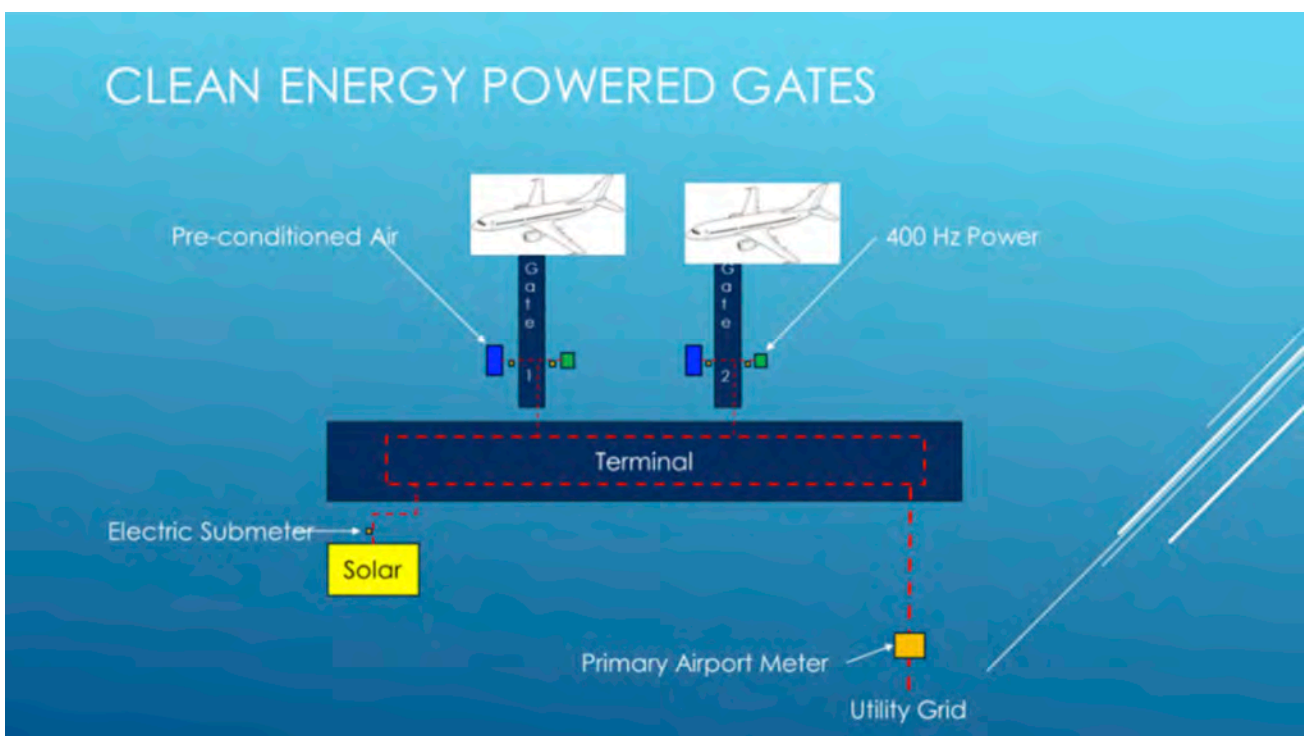 CLEAN ENERGY POWERED GATES
Pre-conditioned Air
400 Hz Power
Gate 1
Gate 2
Terminal
Electric Submeter
Solar
Primary Airport Meter
Utility Grid